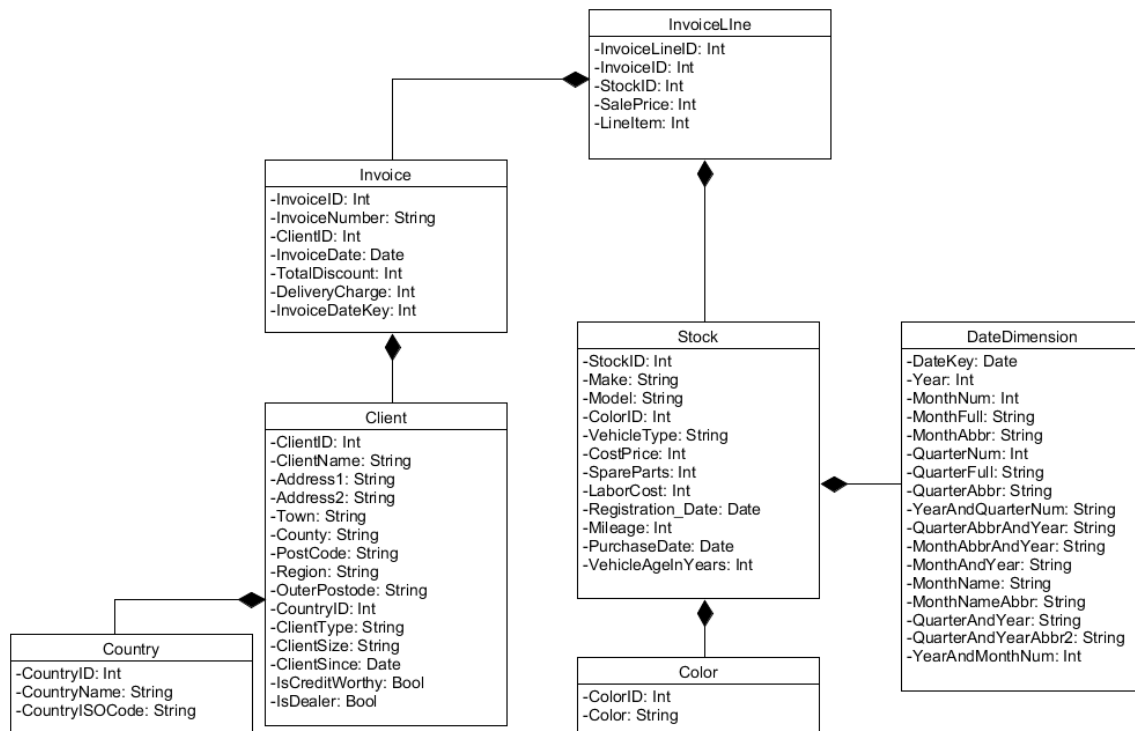 InvoiceLIne
-InvoiceLineID: Int
-InvoiceID: Int
-StockID: Int
-SalePrice: Int
-LineItem: Int
Invoice
-InvoiceID: Int
-InvoiceNumber: String
-ClientID: Int
-InvoiceDate: Date
-TotalDiscount: Int
-DeliveryCharge: Int
-InvoiceDateKey: Int
Stock
-StockID: Int
-Make: String
-Model: String
-ColorID: Int
-VehicleType: String
-CostPrice: Int
-SpareParts: Int
-LaborCost: Int
-Registration_Date: Date
-Mileage: Int
-PurchaseDate: Date
-VehicleAgeInYears: Int
DateDimension
-DateKey: Date
-Year: Int
-MonthNum: Int
-MonthFull: String
-MonthAbbr: String
-QuarterNum: Int
-QuarterFull: String
-QuarterAbbr: String
-YearAndQuarterNum: String
-QuarterAbbrAndYear: String
-MonthAbbrAndYear: String
-MonthAndYear: String
-MonthName: String
-MonthNameAbbr: String
-QuarterAndYear: String
-QuarterAndYearAbbr2: String
-YearAndMonthNum: Int
Client
-ClientID: Int
-ClientName: String
-Address1: String
-Address2: String
-Town: String
-County: String
-PostCode: String
-Region: String
-OuterPostode: String
-CountryID: Int
-ClientType: String
-ClientSize: String
-ClientSince: Date
-IsCreditWorthy: Bool
-IsDealer: Bool
Country
-CountryID: Int
-CountryName: String
-CountryISOCode: String
Color
-ColorID: Int
-Color: String